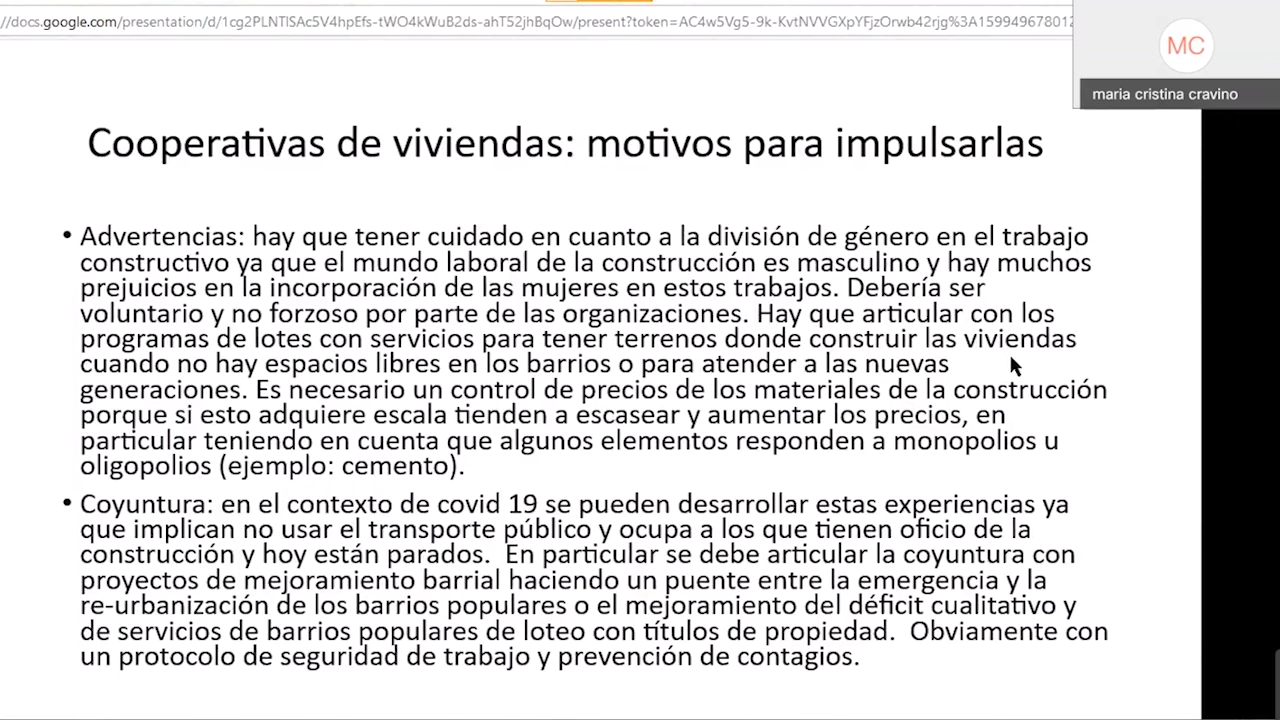 //docs.google.com/presentation/d/1cg2PLNTlSAc5V4hpEfs-tWO4kWuB2ds-ahT52jhBqOw/present?token=AC4w5Vg5-9k-KvtNVVGXpYFjzOrwb42rjg%3A159949678012
MC
maria cristina cravino
Cooperativas de viviendas: motivos para impulsarlas
• Advertencias: hay que tener cuidado en cuanto a la división de género en el trabajo
constructivo ya que el mundo laboral de la construcción es masculino y hay muchos
prejuicios en la incorporación de las mujeres en estos trabajos. Debería ser
voluntario y no forzoso por parte de las organizaciones. Hay que articular con los
programas de lotes con servicios para tener terrenos donde construir las viviendas
cuando no hay espacios libres en los barrios o para atender a las nuevas
generaciones. Es necesario un control de precios de los materiales de la construcción
porque si esto adquiere escala tienden a escasear y aumentar los precios, en
particular teniendo en cuenta que algunos elementos responden a monopolios u
oligopolios (ejemplo: cemento).
• Coyuntura: en el contexto de covid 19 se pueden desarrollar estas experiencias ya
que implican no usar el transporte público y ocupa a los que tienen oficio de la
construcción y hoy están parados.  En particular se debe articular la coyuntura con
proyectos de mejoramiento barrial haciendo un puente entre la emergencia y la
re-urbanización de los barrios populares o el mejoramiento del déficit cualitativo y
de servicios de barrios populares de loteo con títulos de propiedad.  Obviamente con
un protocolo de seguridad de trabajo y prevención de contagios.